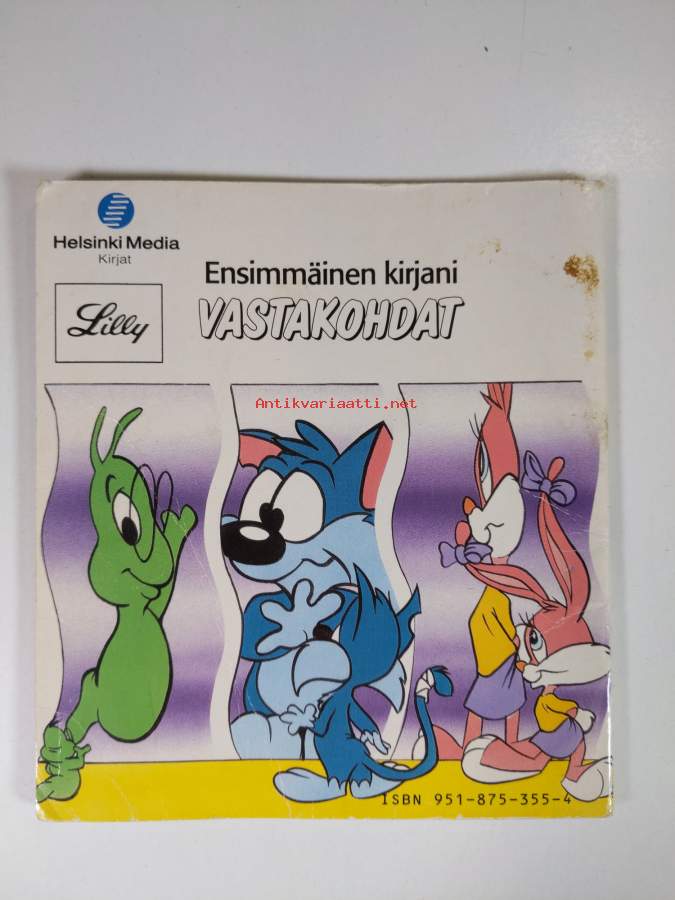 Helsinki Media
Kirjat
Lilly
Ensimmäinen kirjani
VASTAKOHDAT
Antikvariaatti.net
ISBN 951-875-355-4